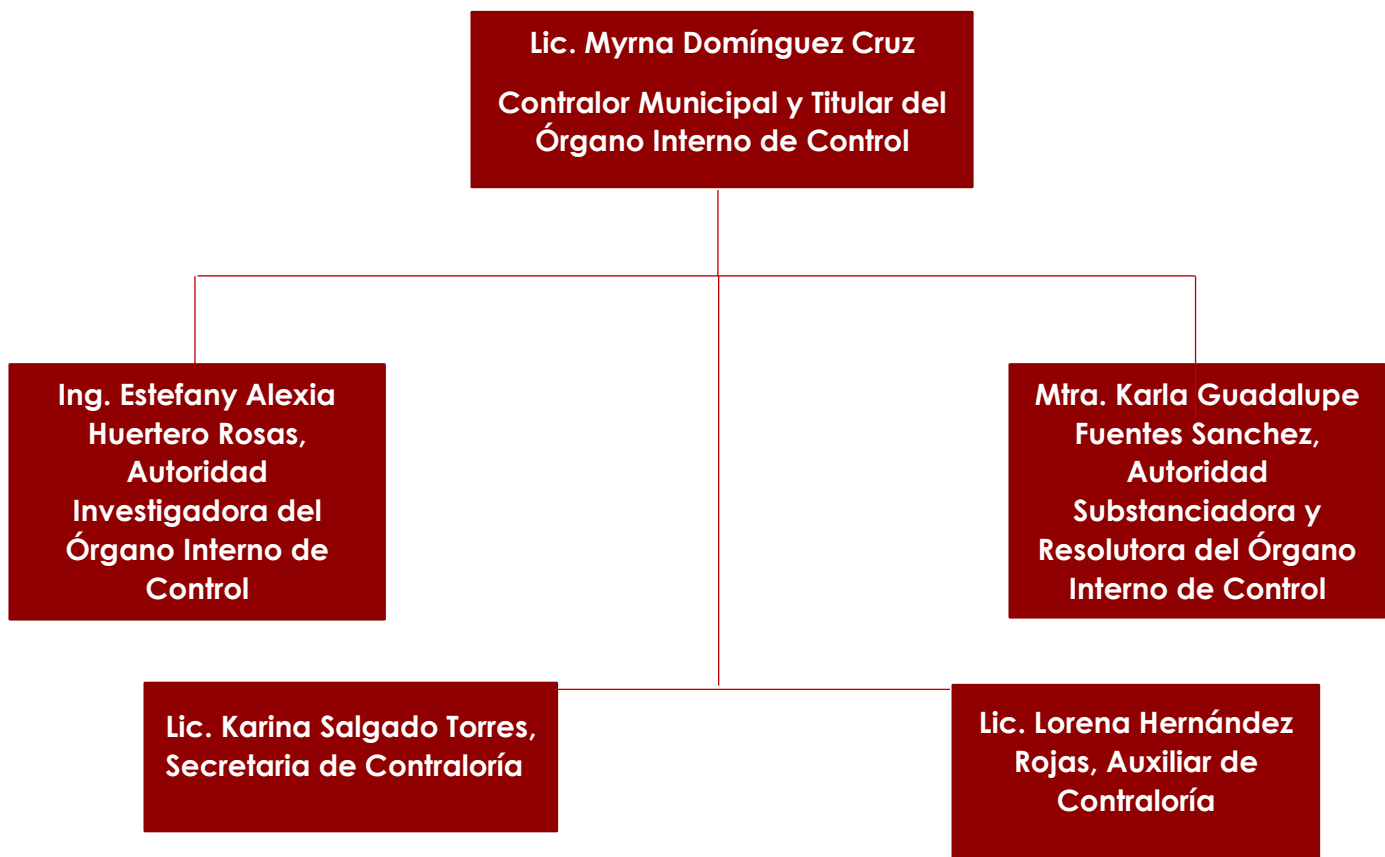 Lic. Myrna Domínguez Cruz
Contralor Municipal y Titular del
Órgano Interno de Control
Ing. Estefany Alexia
Huertero Rosas,
Autoridad
Investigadora del
Órgano Interno de
Control
Mtra. Karla Guadalupe
Fuentes Sanchez,
Autoridad
Substanciadora y
Resolutora del Órgano
Interno de Control
Lic. Karina Salgado Torres,
Secretaria de Contraloría
Lic. Lorena Hernández
Rojas, Auxiliar de
Contraloría